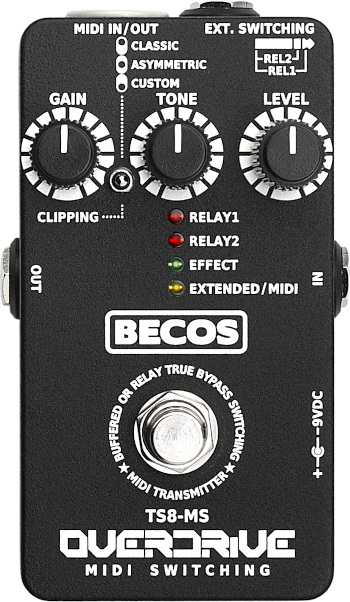 MIDI IN/OUT
EXT. SWITCHING
CLASSIC
ASYMMETRIC
CUSTOM
REL2
REL1
GAIN
TONE
LEVEL
CLIPPING
RELAY1
RELAY2
EFFECT
EXTENDED/MIDI
OUT
IN
BECOS
BUFFERED OR RELAY TRUE BYPASS SWITCHING
★ MIDI TRANSMITTER ★
+ 9VDC
TS8-MS
OVERDRIVE
MIDI SWITCHING